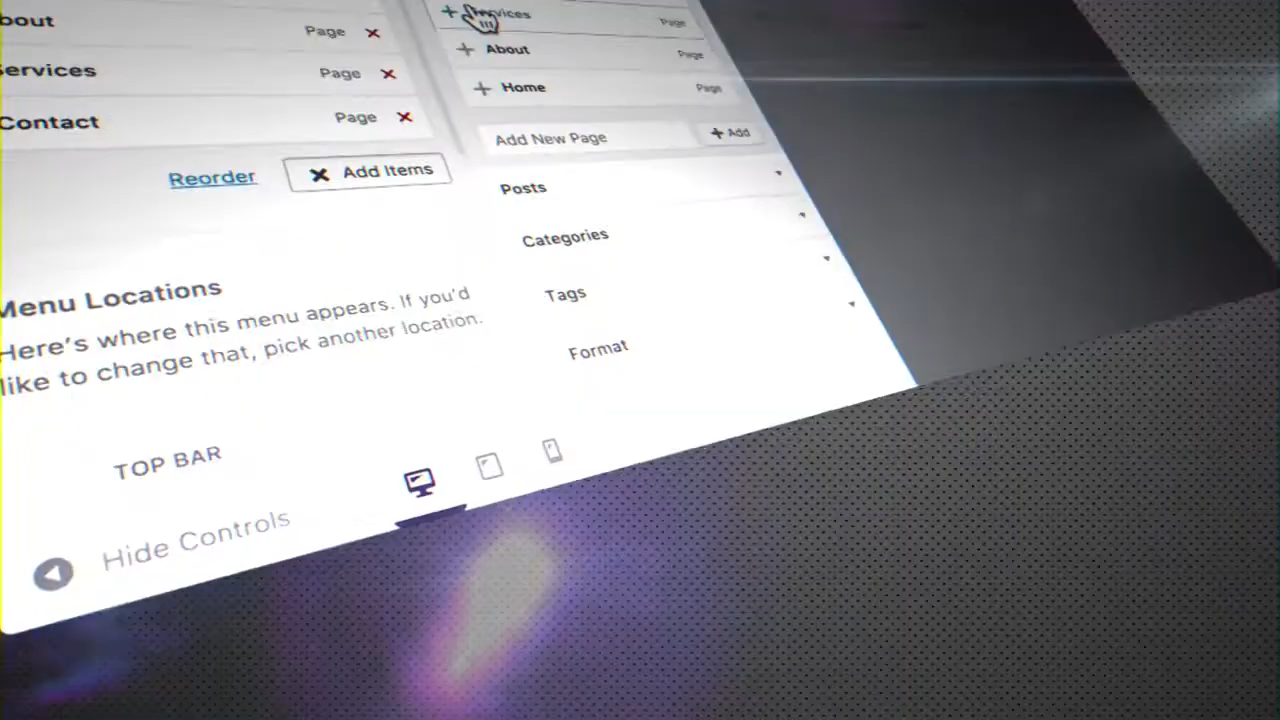 bout
Page
ervices
Page
Contact
Page
Reorder
Add Items
Menu Locations
Here's where this menu appears. If you'd
like to change that, pick another location.
TOP BAR
Hide Controls
Services
Page
About
Page
Home
Page
Add New Page
+ Add
Posts
Categories
Tags
Format